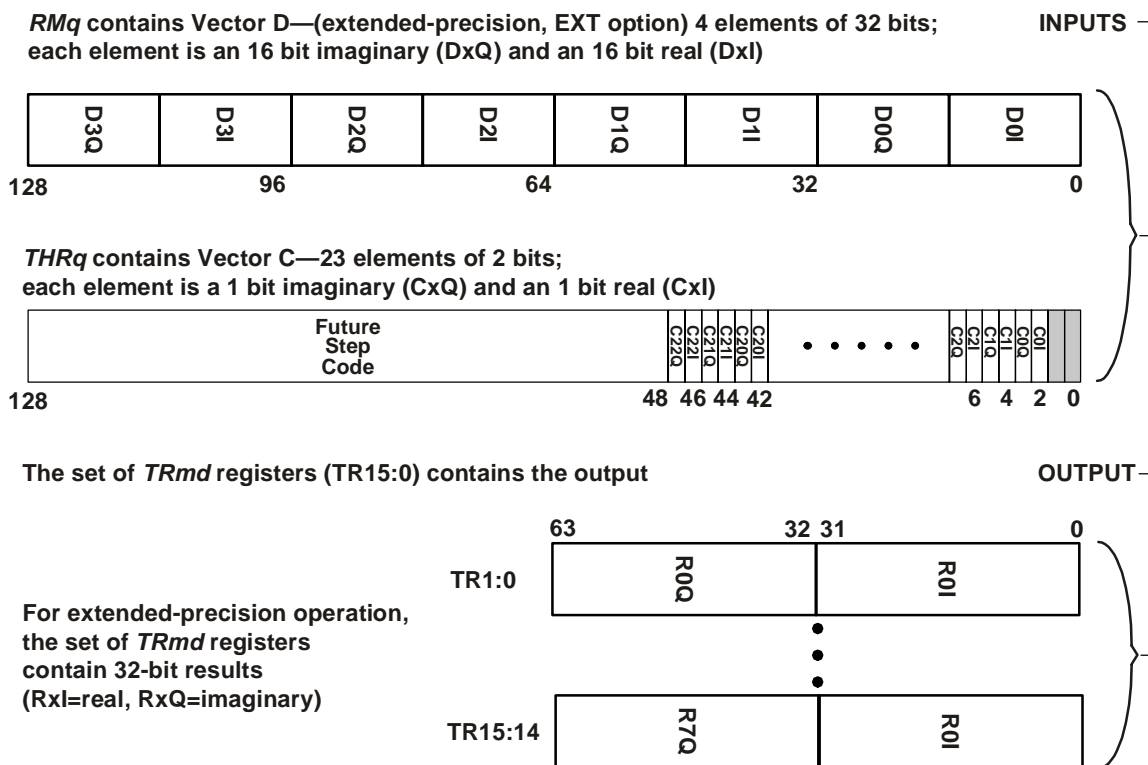 RMq contains Vector D—(extended-precision, EXT option) 4 elements of 32 bits; INPUTS
each element is an 16 bit imaginary (DxQ) and an 16 bit real (DxI)
D3Q D3I D2Q D2I D1Q D1I D0Q D0I
128 96 64 32 0
THRq contains Vector C—23 elements of 2 bits;
each element is a 1 bit imaginary (CxQ) and an 1 bit real (CxI)
Future
Step
Code
C22Q C22I C21Q C21I C20Q C20I C2Q C2I C1Q C1I C0Q C0I
128 48 46 44 42 6 4 2 0
The set of TRmd registers (TR15:0) contains the output OUTPUT
63 32 31 0
TR1:0 R0Q R0I
For extended-precision operation,
the set of TRmd registers
contain 32-bit results
(RxI=real, RxQ=imaginary)
TR15:14 R7Q R0I